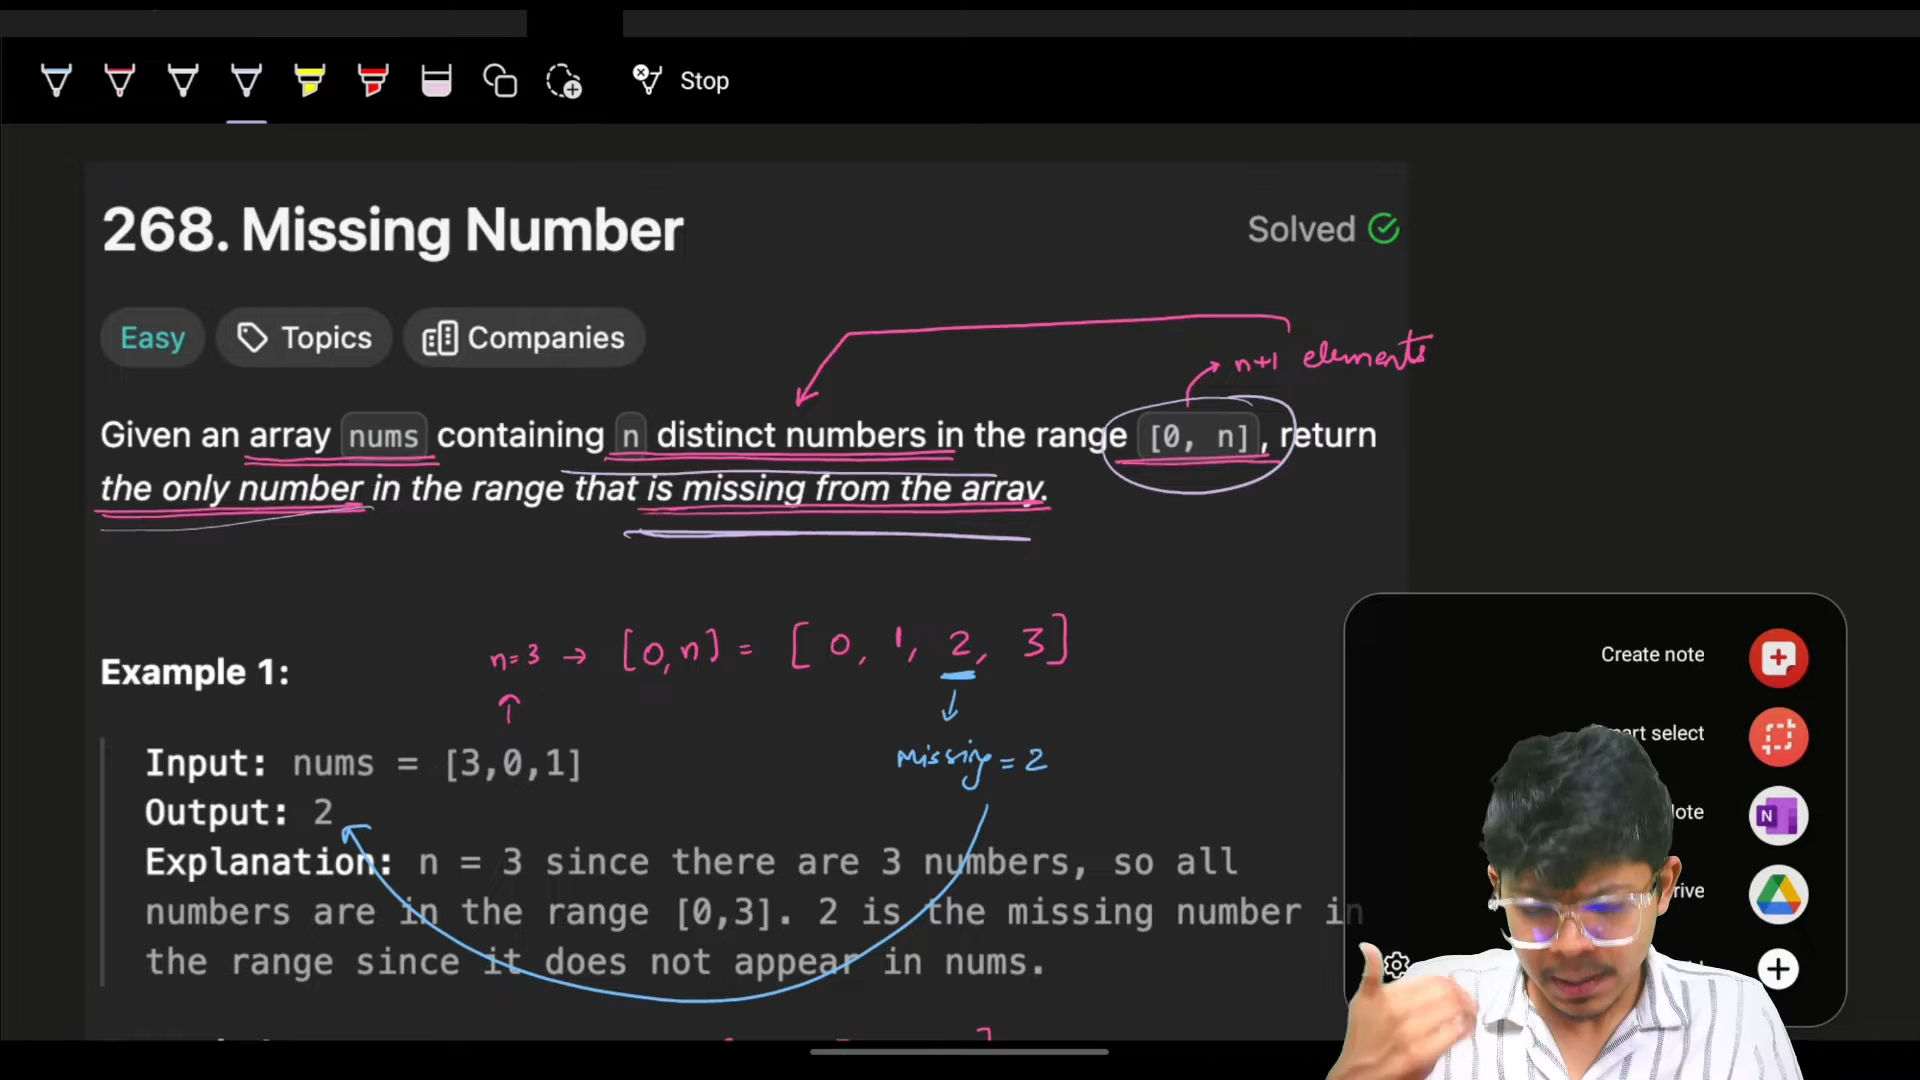 Stop
268. Missing Number
Solved
Easy
Topics
Companies
n+1 elements
Given an array nums containing n distinct numbers in the range [0, n], return
the only number in the range that is missing from the array.
n=3 → [0,n] = [0, 1, 2, 3]
Example 1:
Missing = 2
Input: nums = [3,0,1]
Output: 2
Explanation: n = 3 since there are 3 numbers, so all
numbers are in the range [0,3]. 2 is the missing number in
the range since it does not appear in nums.
Create note
select
N